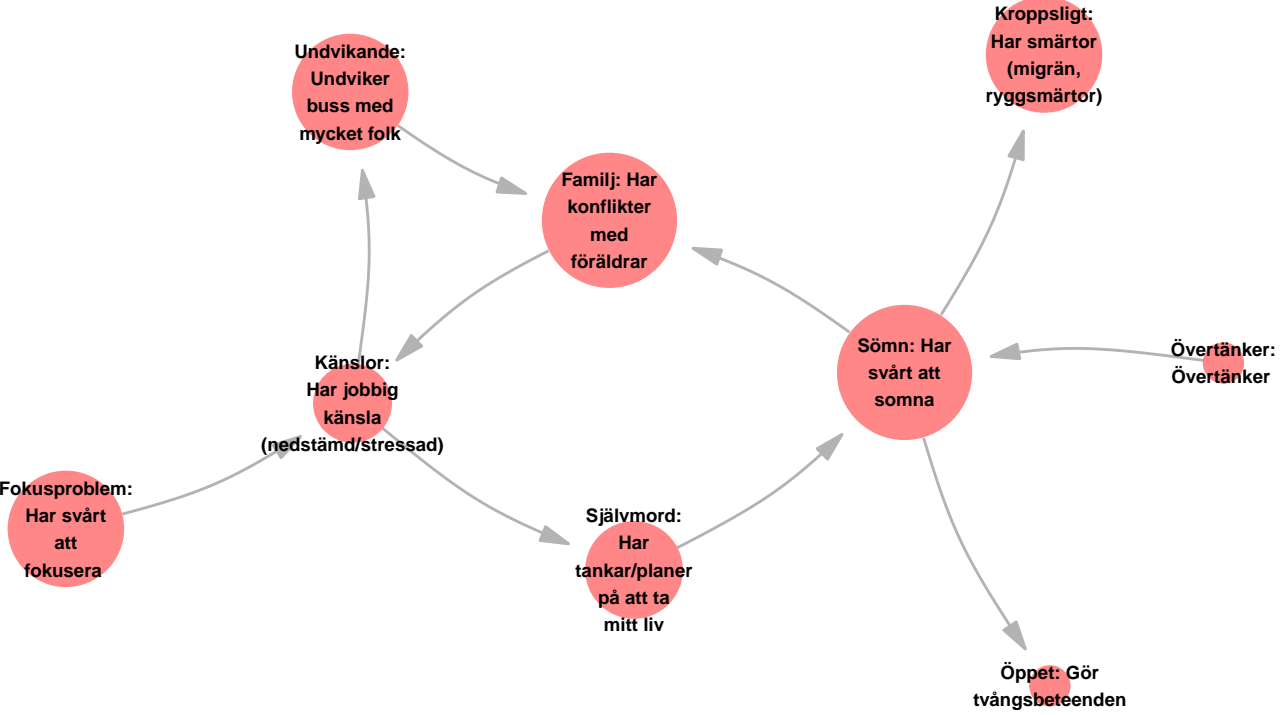 Kroppsligt:
Har smärtor
(migrän,
ryggsmärtor)
Undvikande:
Undviker
buss med
mycket folk
Familj: Har
konflikter
med
föräldrar
Sömn: Har
svårt att
somna
Övertänker:
Övertänker
Känslor:
Har jobbig
känsla
(nedstämd/stressad)
Fokusproblem:
Har svårt
att
fokusera
Självmord:
Har
tankar/planer
på att ta
mitt liv
Öppet: Gör
tvångsbeteenden